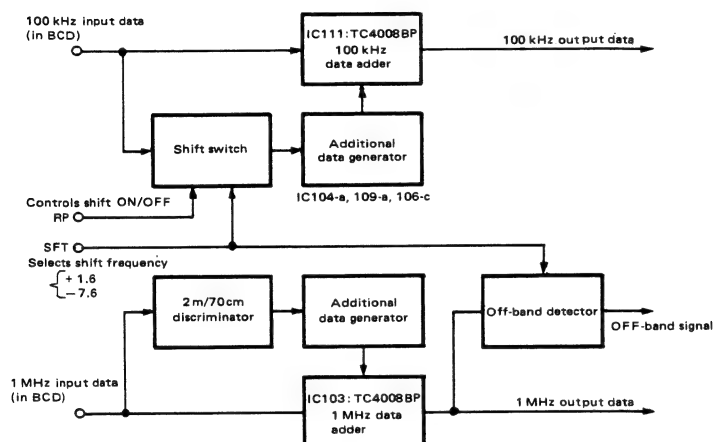 100 kHz input data
(in BCD)
IC111: TC4008BP
100 kHz
data adder
100 kHz out put data
Shift switch
Additional
data generator
IC104-a, 109-a, 106-c
Controls shift ON/OFF
RP
SFT
Selects shift frequency
{ + 1.6
− 7.6
2m/70cm
discriminator
Additional
data generator
Off-band detector
OFF-band signal
1 MHz input data
(in BCD)
IC103: TC4008BP
1 MHz data
adder
1 MHz output data